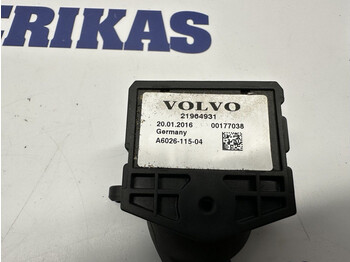 ERIKAS
VOLVO
21964931
20.01.2016 00177038
Germany
A6026-115-04